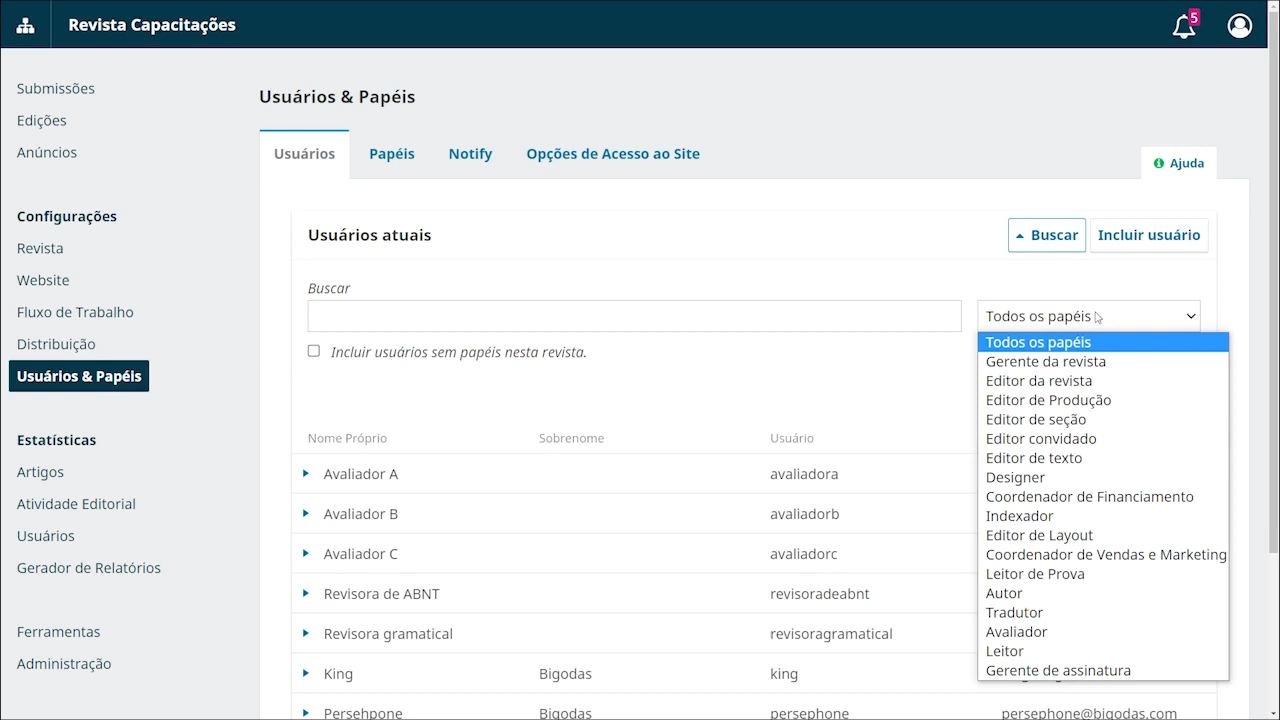 Revista Capacitações
5
Submissões
Edições
Anúncios
Configurações
Revista
Website
Fluxo de Trabalho
Distribuição
Usuários & Papéis
Estatísticas
Artigos
Atividade Editorial
Usuários
Gerador de Relatórios
Ferramentas
Administração
Usuários & Papéis
Usuários Papéis Notify Opções de Acesso ao Site
Ajuda
Usuários atuais
Buscar Incluir usuário
Buscar
Todos os papéis
Incluir usuários sem papéis nesta revista.
Todos os papéis
Gerente da revista
Editor da revista
Editor de Produção
Editor de seção
Editor convidado
Editor de texto
Designer
Coordenador de Financiamento
Indexador
Editor de Layout
Coordenador de Vendas e Marketing
Leitor de Prova
Autor
Tradutor
Avaliador
Leitor
Gerente de assinatura
Nome Próprio Sobrenome Usuário
Avaliador A avaliadora
Avaliador B avaliadorb
Avaliador C avaliadorc
Revisora de ABNT revisoradeabnt
Revisora gramatical revisoragramatical
King Bigodas king
Persehpone Bigodas persephone persephone@bigodas.com